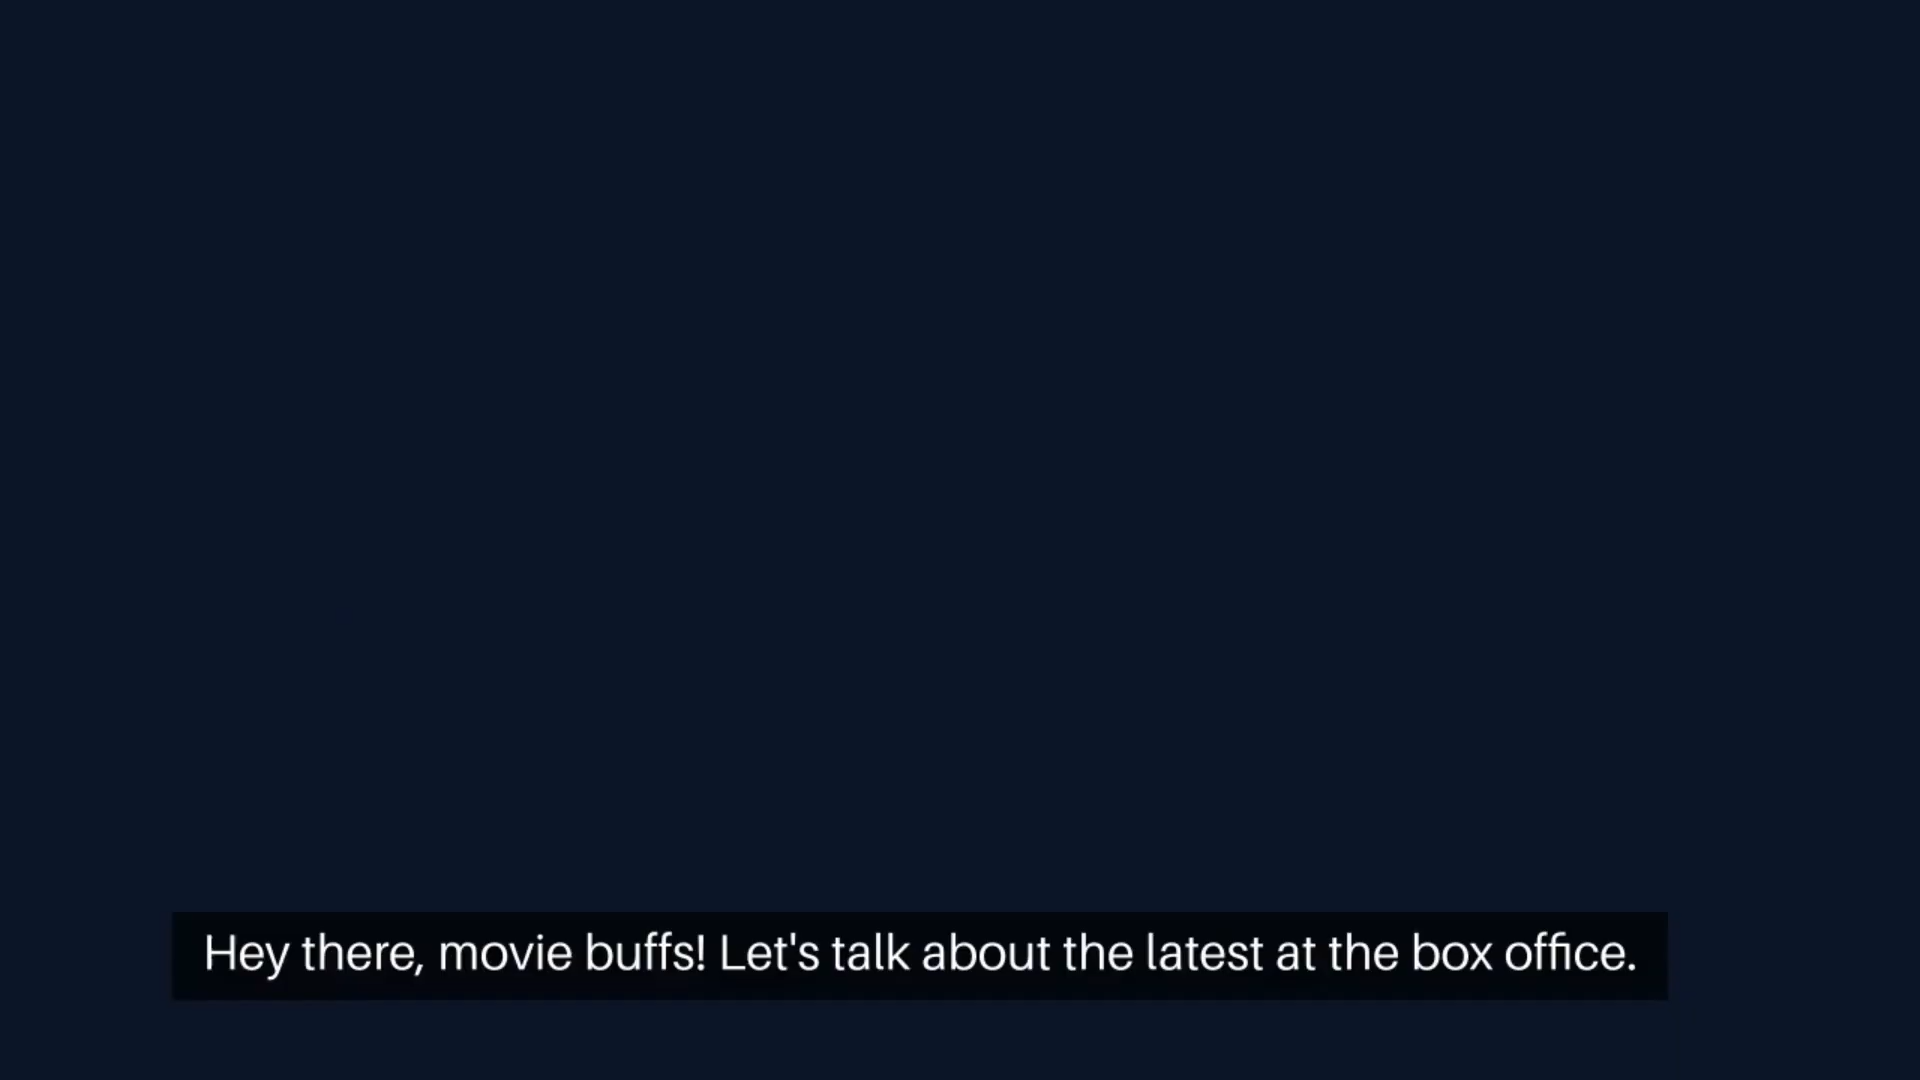 Hey there, movie buffs! Let's talk about the latest at the box office.